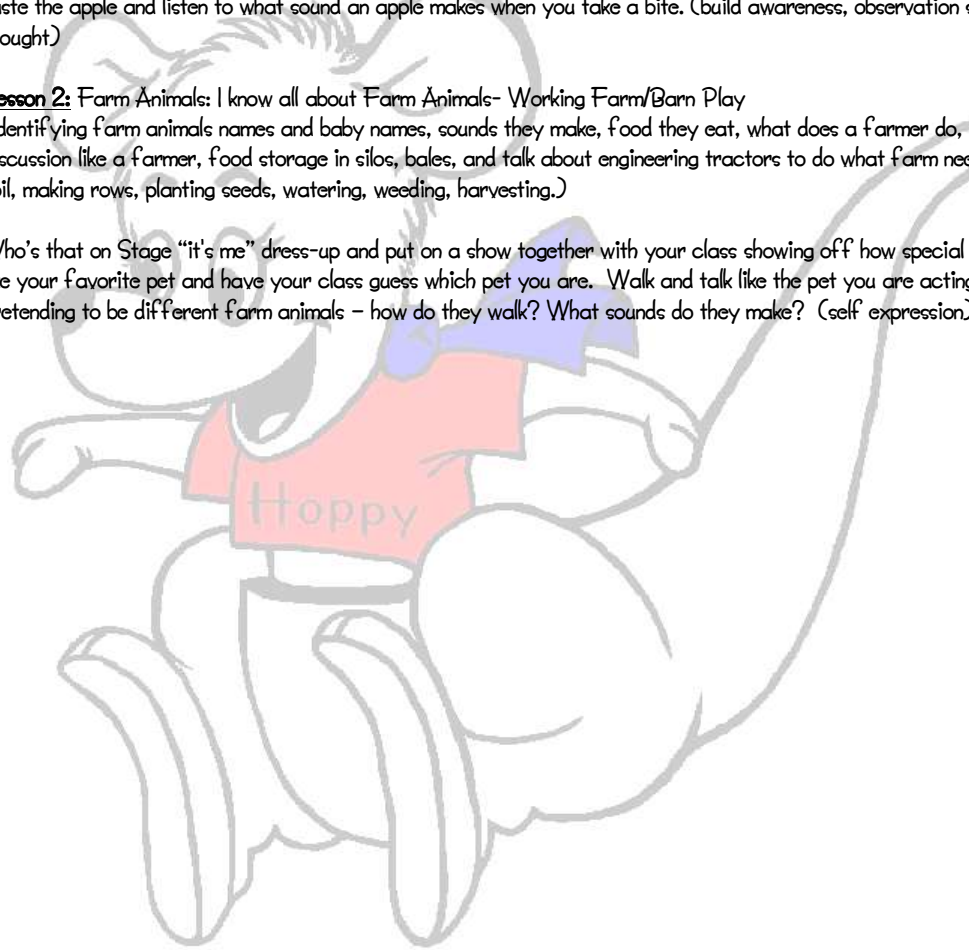 aste the apple and listen to what sound an apple makes when you take a bite. (build awareness, observation s
ought)
esson 2: Farm Animals: I know all about Farm Animals- Working Farm/Barn Play
dentifying farm animals names and baby names, sounds they make, food they eat, what does a farmer do,
scussion like a farmer, food storage in silos, bales, and talk about engineering tractors to do what farm nee
oil, making rows, planting seeds, watering, weeding, harvesting.)
Who's that on Stage “it's me” dress-up and put on a show together with your class showing off how special
e your favorite pet and have your class guess which pet you are. Walk and talk like the pet you are acting
retending to be different farm animals – how do they walk? What sounds do they make? (self expression)
Hoppy